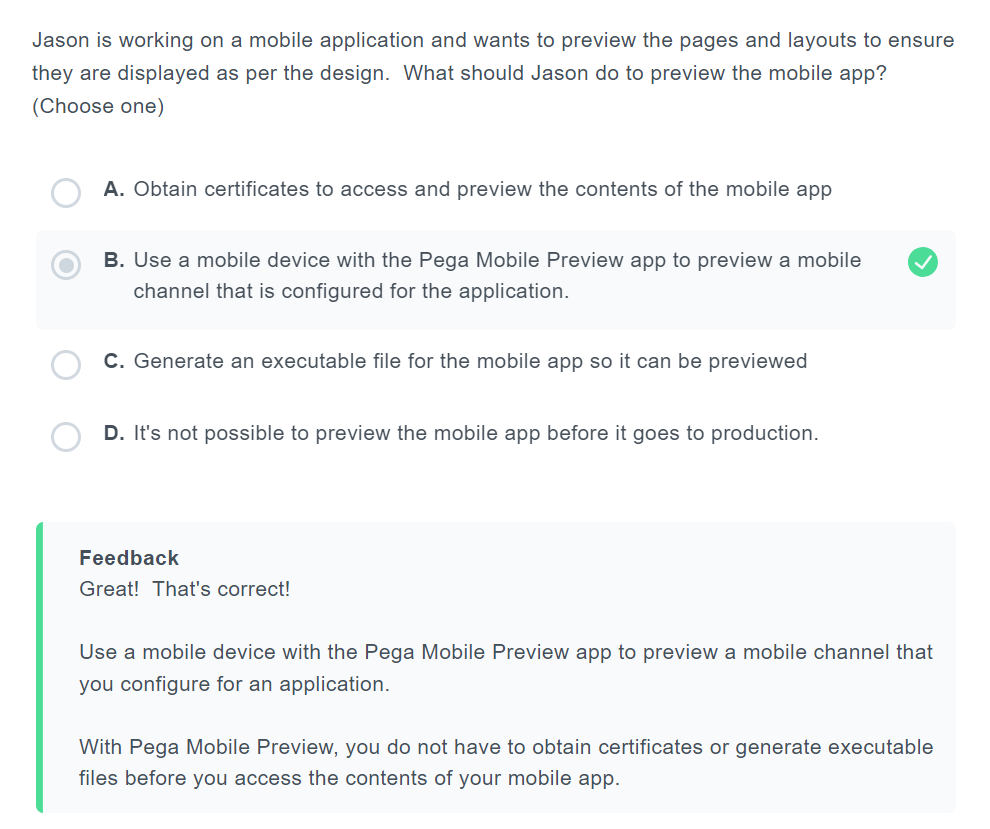 Jason is working on a mobile application and wants to preview the pages and layouts to ensure
they are displayed as per the design.  What should Jason do to preview the mobile app?
(Choose one)
A. Obtain certificates to access and preview the contents of the mobile app
B. Use a mobile device with the Pega Mobile Preview app to preview a mobile
channel that is configured for the application.
C. Generate an executable file for the mobile app so it can be previewed
D. It's not possible to preview the mobile app before it goes to production.
Feedback
Great!  That's correct!
Use a mobile device with the Pega Mobile Preview app to preview a mobile channel that
you configure for an application.
With Pega Mobile Preview, you do not have to obtain certificates or generate executable
files before you access the contents of your mobile app.